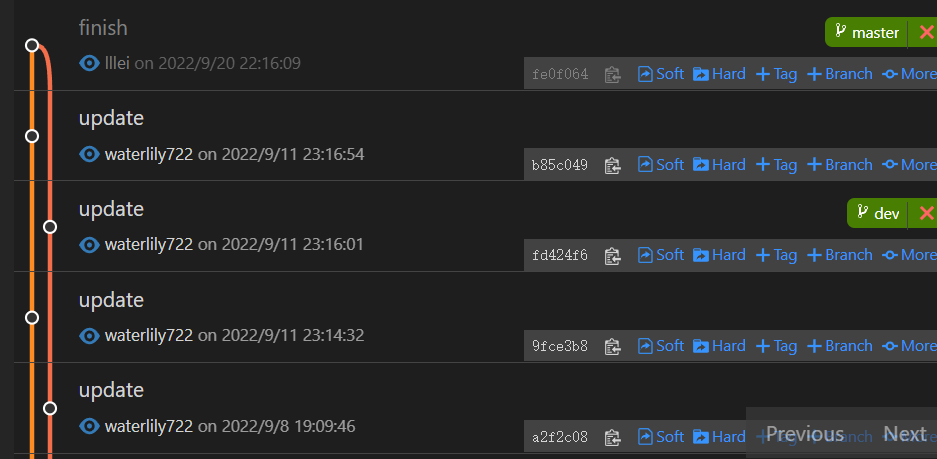 finish
master
lllei on 2022/9/20 22:16:09
fe0f064 Soft Hard Tag Branch More
update
waterlily722 on 2022/9/11 23:16:54
b85c049 Soft Hard Tag Branch More
update
dev
waterlily722 on 2022/9/11 23:16:01
fd424f6 Soft Hard Tag Branch More
update
waterlily722 on 2022/9/11 23:14:32
9fce3b8 Soft Hard Tag Branch More
update
waterlily722 on 2022/9/8 19:09:46
a2f2c08 Soft Hard Tag Branch More
Previous Next